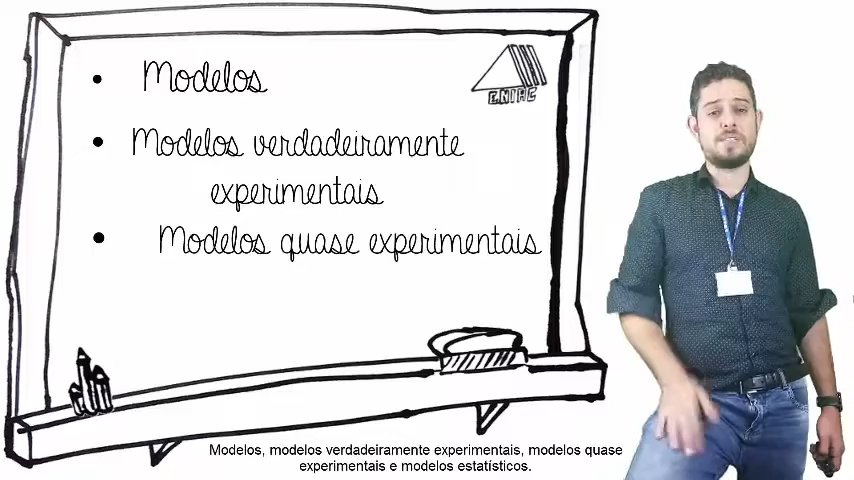 Modelos
ENIAC
Modelos verdadeiramente
experimentais
Modelos quase experimentais
Modelos, modelos verdadeiramente experimentais, modelos quase
experimentais e modelos estatísticos.